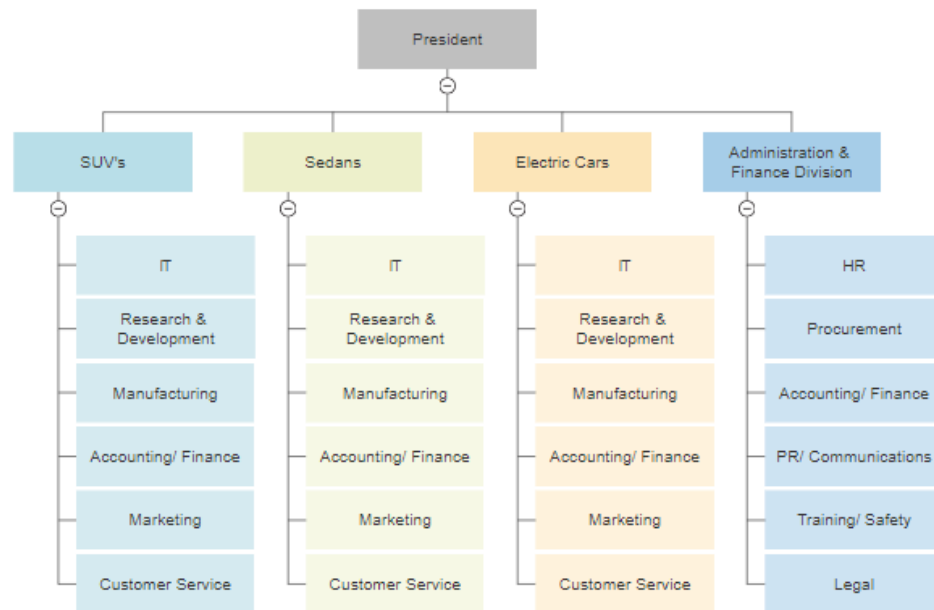 President
SUV's
Sedans
Electric Cars
Administration &
Finance Division
IT
Research &
Development
Manufacturing
Accounting/ Finance
Marketing
Customer Service
IT
Research &
Development
Manufacturing
Accounting/ Finance
Marketing
Customer Service
IT
Research &
Development
Manufacturing
Accounting/ Finance
Marketing
Customer Service
HR
Procurement
Accounting/ Finance
PR/ Communications
Training/ Safety
Legal